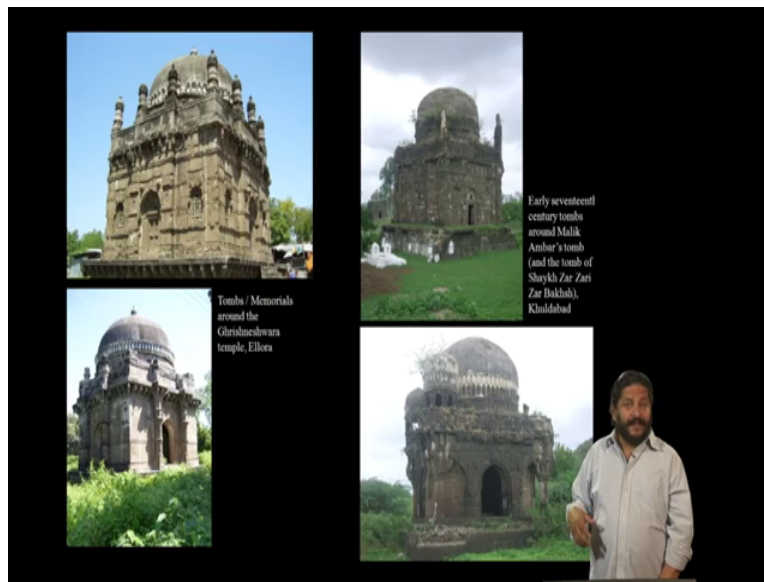 Tombs / Memorials
around the
Ghrishneshwara
temple, Ellora
Early seventeentl
century tombs
around Malik
Ambar's tomb
(and the tomb of
Shaykh Zar Zari
Zar Bakhsh),
Khuldabad